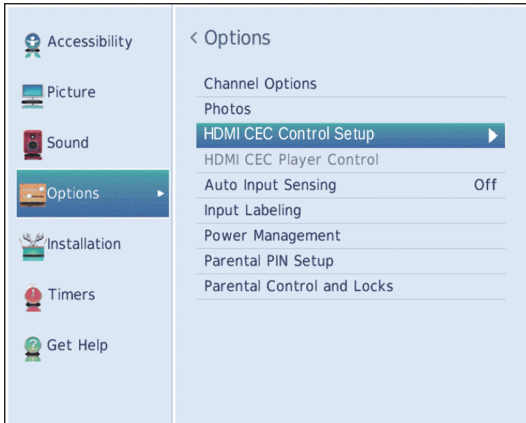 Accessibility
Picture
Sound
Options
Installation
Timers
Get Help
< Options
Channel Options
Photos
HDMI CEC Control Setup
HDMI CEC Player Control
Auto Input Sensing Off
Input Labeling
Power Management
Parental PIN Setup
Parental Control and Locks